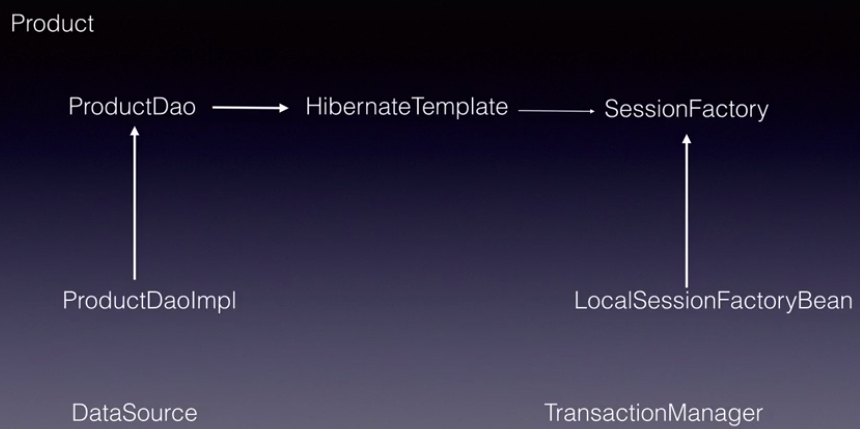 Product
ProductDao HibernateTemplate SessionFactory
ProductDaoImpl LocalSessionFactoryBean
DataSource TransactionManager